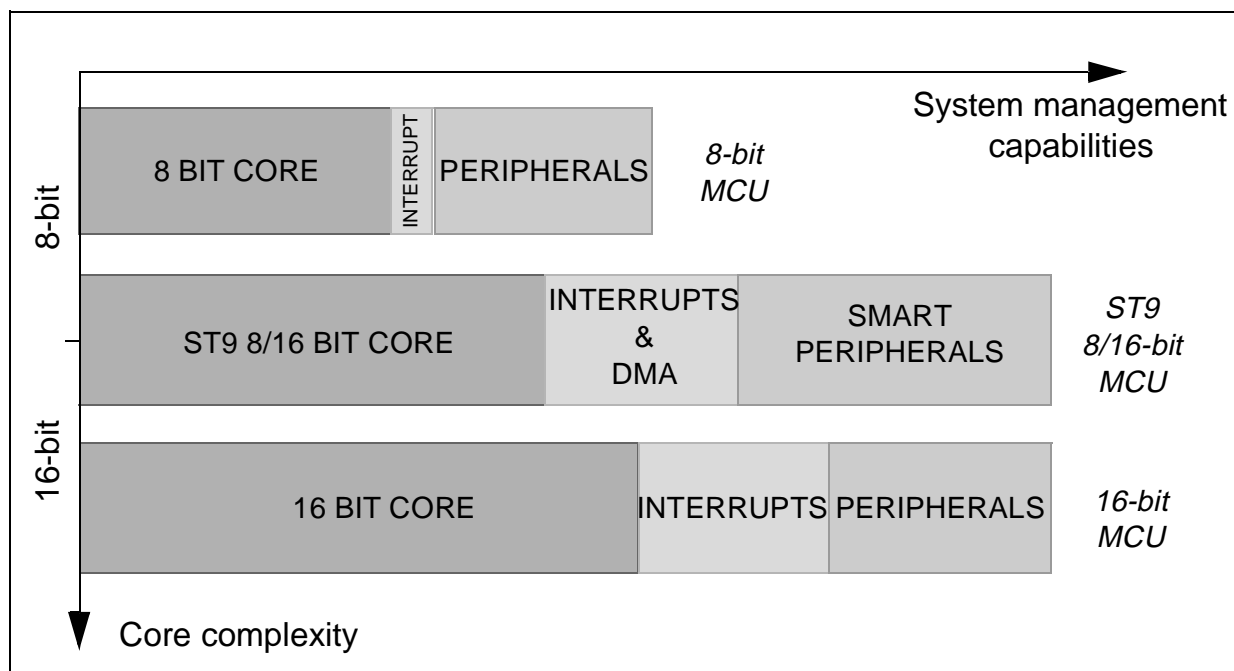 System management
capabilities
8-bit
8 BIT CORE
INTERRUPT
PERIPHERALS
8-bit
MCU
ST9 8/16 BIT CORE
INTERRUPTS
&
DMA
SMART
PERIPHERALS
ST9
8/16-bit
MCU
16-bit
16 BIT CORE
INTERRUPTS
PERIPHERALS
16-bit
MCU
Core complexity